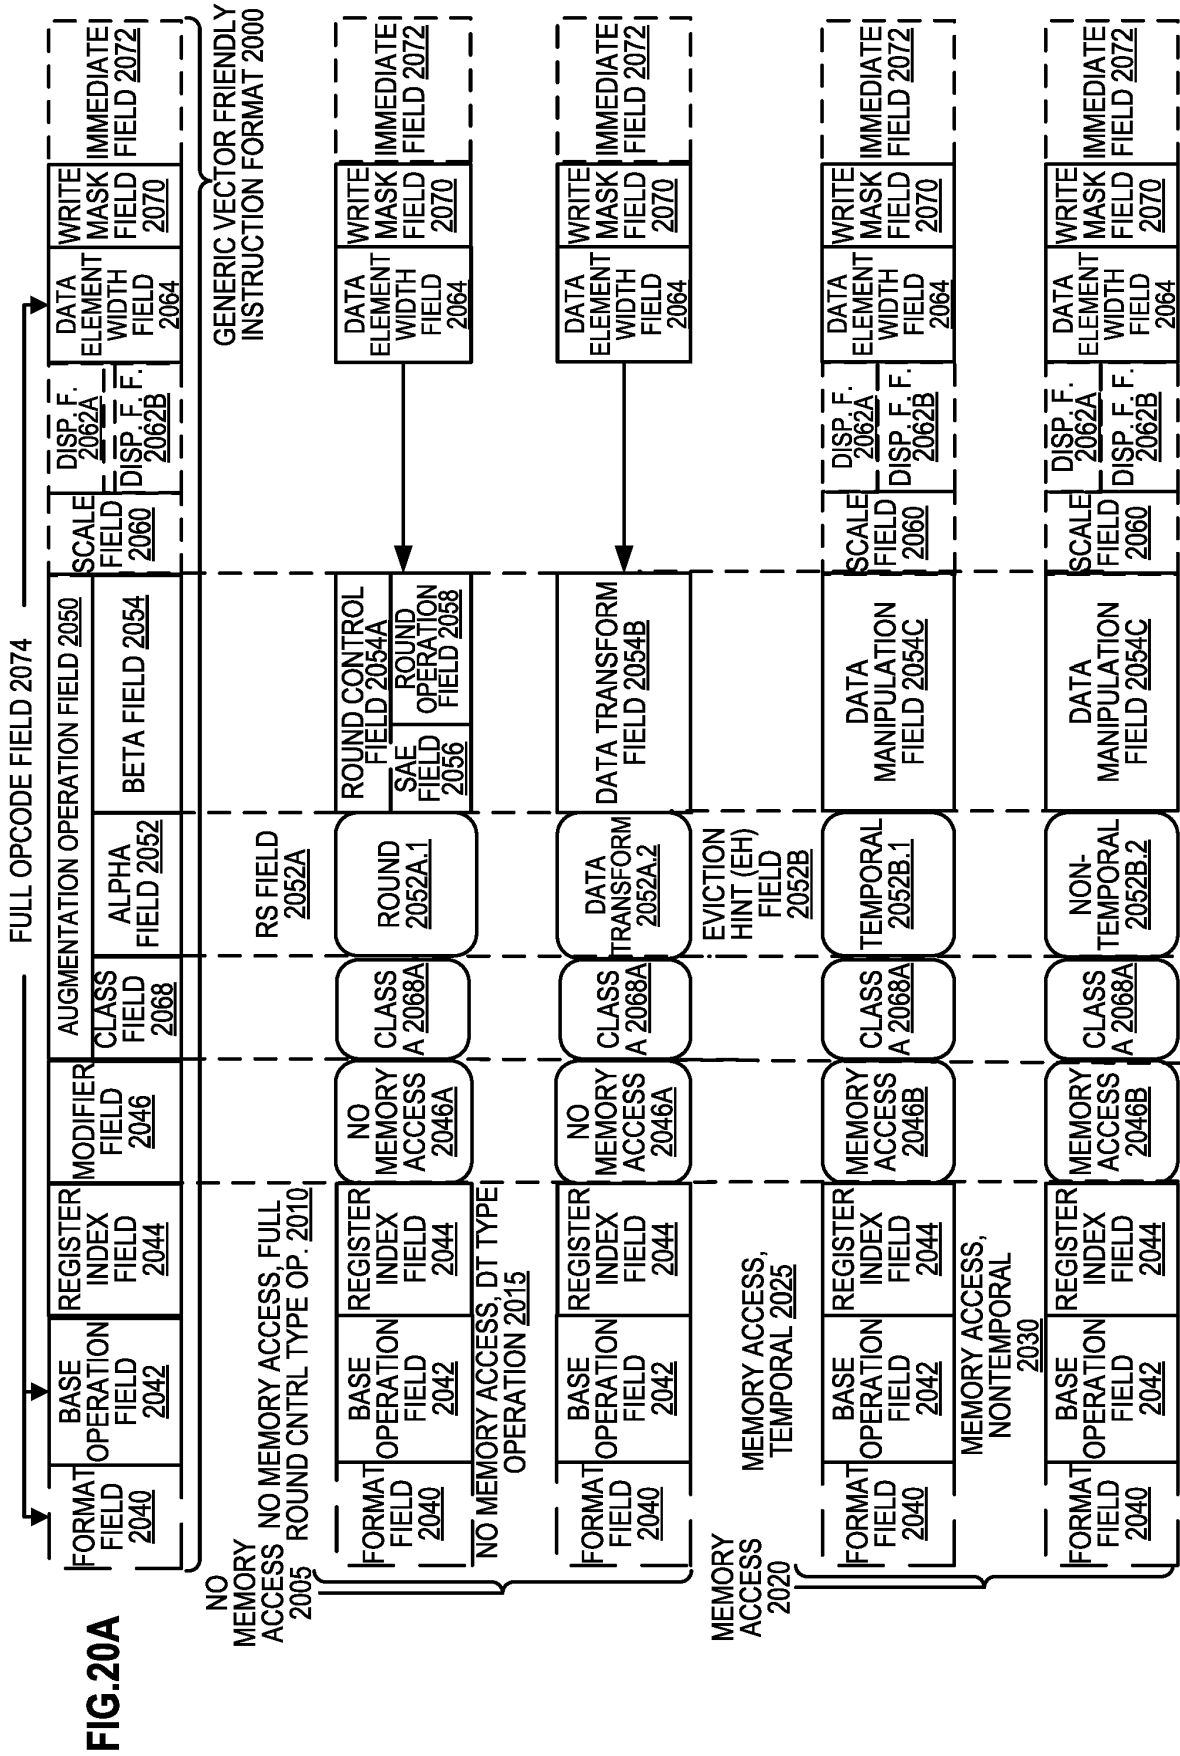 FIG.20A
FULL OPCODE FIELD 2074
FORMAT
FIELD
2040
BASE
OPERATION
FIELD
2042
REGISTER
INDEX
FIELD
2044
MODIFIER
FIELD
2046
AUGMENTATION OPERATION FIELD 2050
CLASS
FIELD
2068
ALPHA
FIELD 2052
BETA FIELD 2054
SCALE
FIELD
2060
DISP. F.
2062A
DISP. F. F.
2062B
DATA
ELEMENT
WIDTH
FIELD
2064
WRITE
MASK
FIELD
2070
IMMEDIATE
FIELD 2072
GENERIC VECTOR FRIENDLY
INSTRUCTION FORMAT 2000
NO
MEMORY
ACCESS
2005
NO MEMORY ACCESS, FULL
ROUND CNTRL TYPE OP. 2010
RS FIELD
2052A
FORMAT
FIELD
2040
BASE
OPERATION
FIELD
2042
REGISTER
INDEX
FIELD
2044
NO
MEMORY
ACCESS
2046A
CLASS
A 2068A
ROUND
2052A.1
ROUND CONTROL
FIELD 2054A
SAE
FIELD
2056
ROUND
OPERATION
FIELD 2058
DATA
ELEMENT
WIDTH
FIELD
2064
WRITE
MASK
FIELD
2070
IMMEDIATE
FIELD 2072
NO MEMORY ACCESS, DT TYPE
OPERATION 2015
FORMAT
FIELD
2040
BASE
OPERATION
FIELD
2042
REGISTER
INDEX
FIELD
2044
NO
MEMORY
ACCESS
2046A
CLASS
A 2068A
DATA
TRANSFORM
2052A.2
DATA TRANSFORM
FIELD 2054B
DATA
ELEMENT
WIDTH
FIELD
2064
WRITE
MASK
FIELD
2070
IMMEDIATE
FIELD 2072
MEMORY
ACCESS
2020
MEMORY ACCESS,
TEMPORAL 2025
EVICTION
HINT (EH)
FIELD
2052B
FORMAT
FIELD
2040
BASE
OPERATION
FIELD
2042
REGISTER
INDEX
FIELD
2044
MEMORY
ACCESS
2046B
CLASS
A 2068A
TEMPORAL
2052B.1
DATA
MANIPULATION
FIELD 2054C
SCALE
FIELD
2060
DISP. F.
2062A
DISP. F. F.
2062B
DATA
ELEMENT
WIDTH
FIELD
2064
WRITE
MASK
FIELD
2070
IMMEDIATE
FIELD 2072
MEMORY ACCESS,
NONTEMPORAL
2030
FORMAT
FIELD
2040
BASE
OPERATION
FIELD
2042
REGISTER
INDEX
FIELD
2044
MEMORY
ACCESS
2046B
CLASS
A 2068A
NON-
TEMPORAL
2052B.2
DATA
MANIPULATION
FIELD 2054C
SCALE
FIELD
2060
DISP. F.
2062A
DISP. F. F.
2062B
DATA
ELEMENT
WIDTH
FIELD
2064
WRITE
MASK
FIELD
2070
IMMEDIATE
FIELD 2072